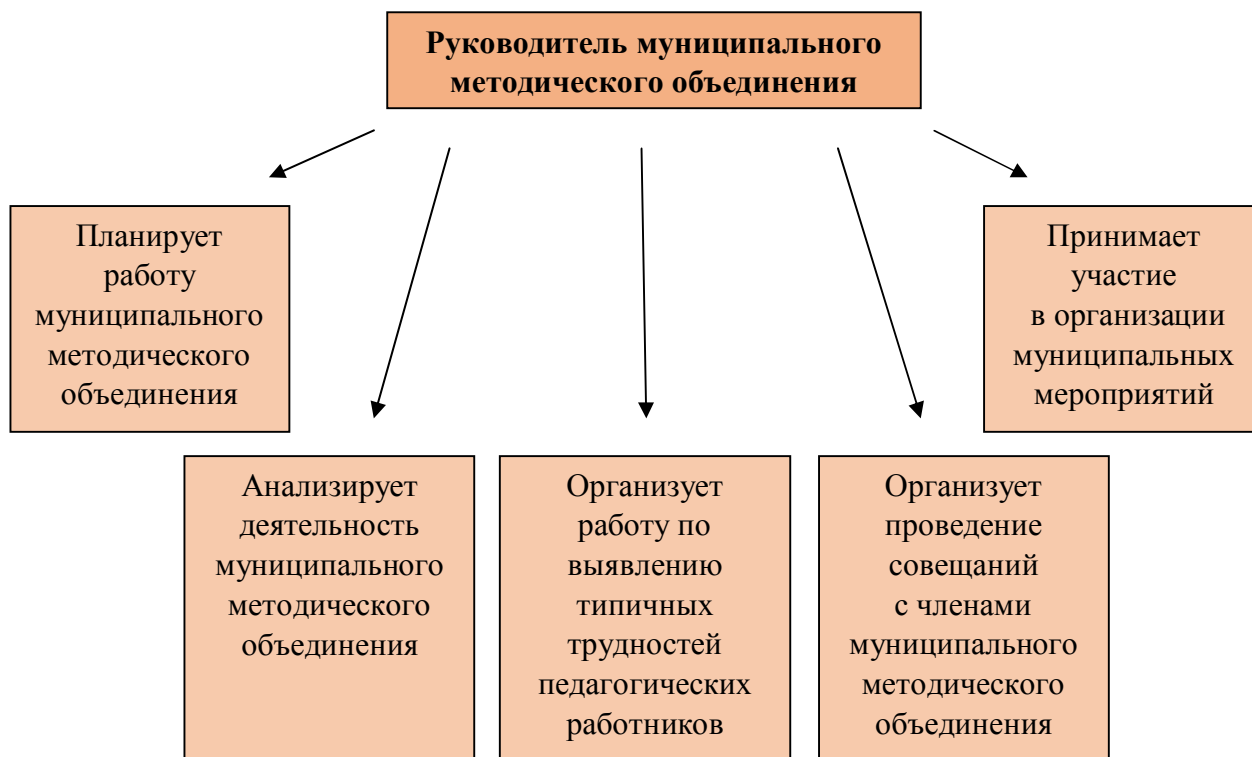 Руководитель муниципального
методического объединения
Планирует
работу
муниципального
методического
объединения
Принимает
участие
в организации
муниципальных
мероприятий
Анализирует
деятельность
муниципального
методического
объединения
Организует
работу по
выявлению
типичных
трудностей
педагогических
работников
Организует
проведение
совещаний
с членами
муниципального
методического
объединения